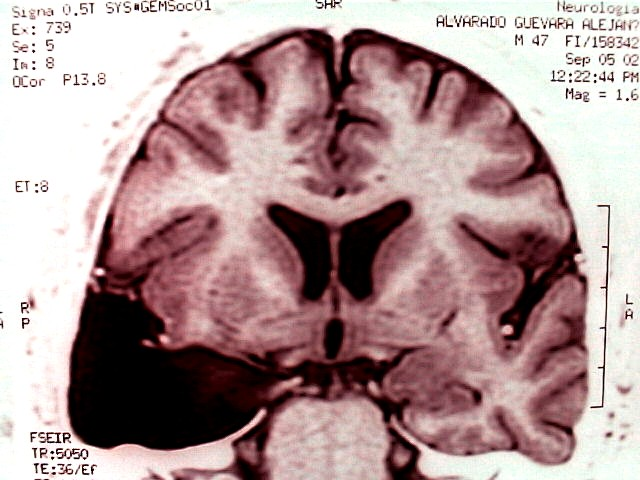 Signa 0.5T SYS#GEMSoc01
Ex: 739
Se: 5
Im: 8
OCor P13.8
SAR
Neurologia
ALVARADO GUEVARA ALEJAN?
M 47 FI/158342
Sep 05 02
12:22:44 PM
Mag = 1.6
ET:8
R
A P
L
A
FSEIR
TR:5050
TE:36/Ef